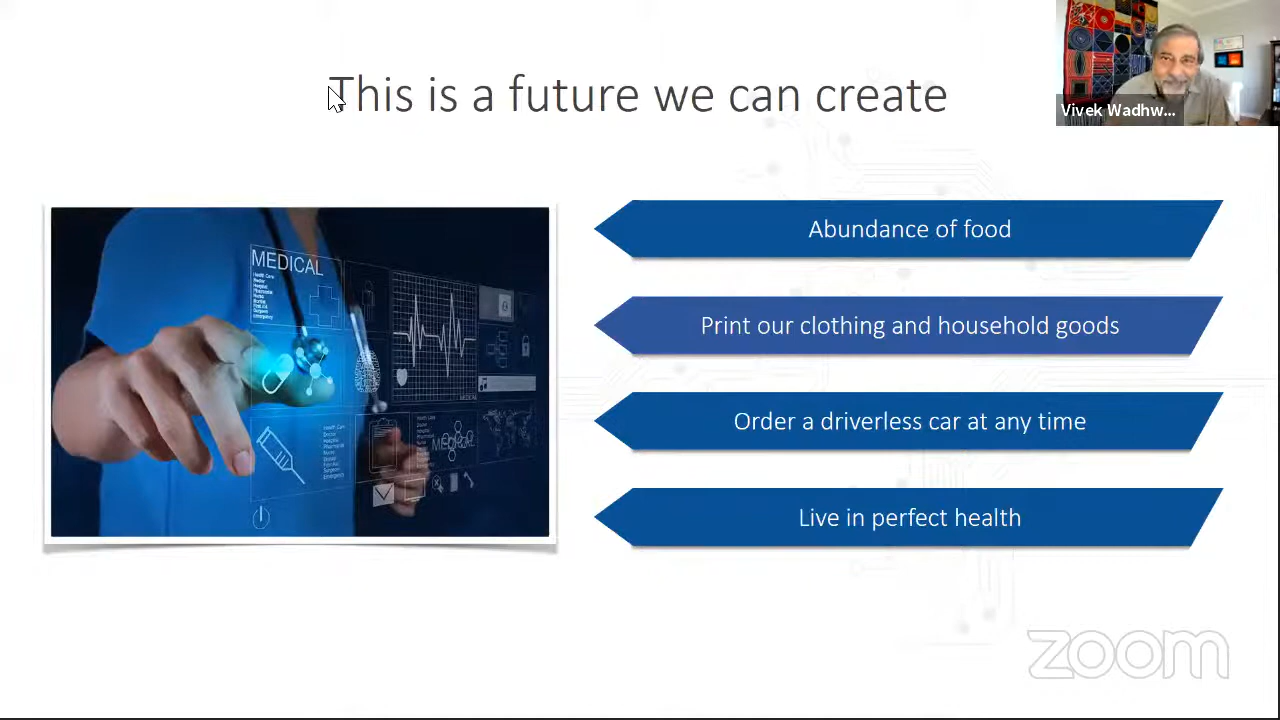 This is a future we can create
Vivek Wadhw...
MEDICAL
Abundance of food
Print our clothing and household goods
Order a driverless car at any time
Live in perfect health
MEDICAL
zoom